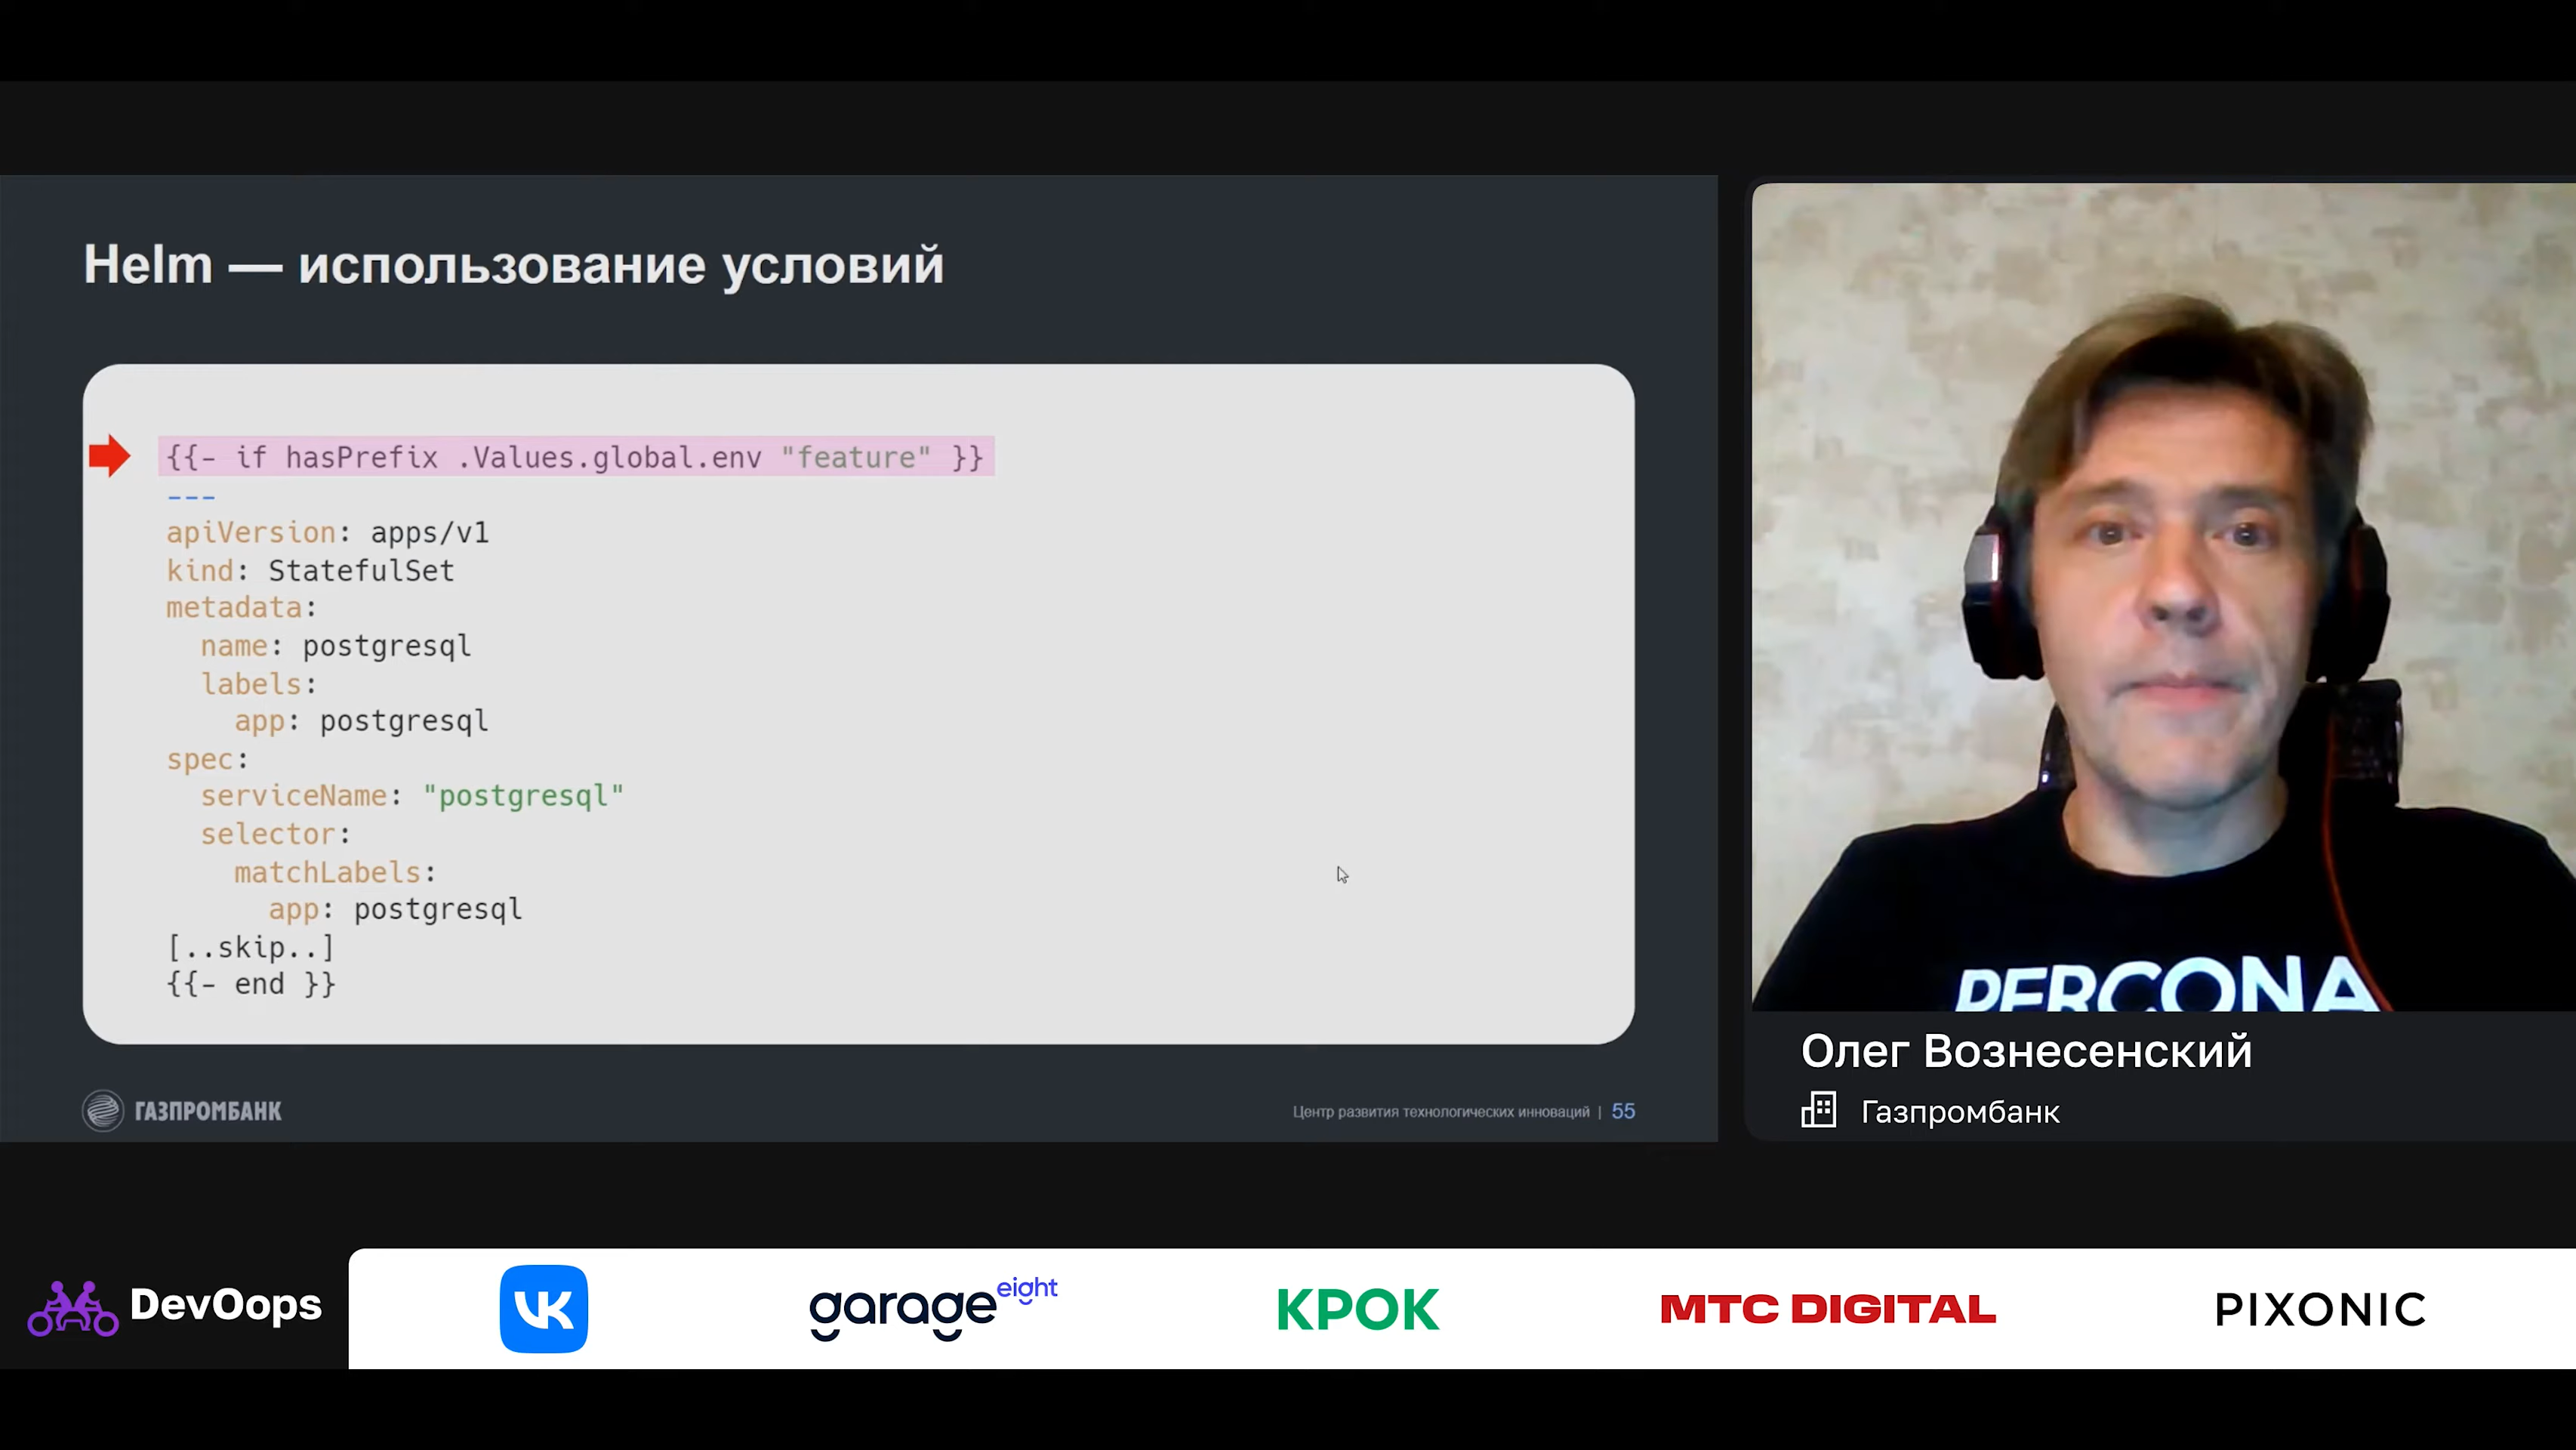 Helm — использование условий
{{- if hasPrefix .Values.global.env "feature" }}
---
apiVersion: apps/v1
kind: StatefulSet
metadata:
  name: postgresql
  labels:
    app: postgresql
spec:
  serviceName: "postgresql"
  selector:
    matchLabels:
      app: postgresql
[..skip..]
{{- end }}
ГАЗПРОМБАНК
Центр развития технологических инноваций | 55
PERCONA
Олег Вознесенский
Газпромбанк
DevOops
VK
garage eight
КРОК
МТС DIGITAL
PIXONIC